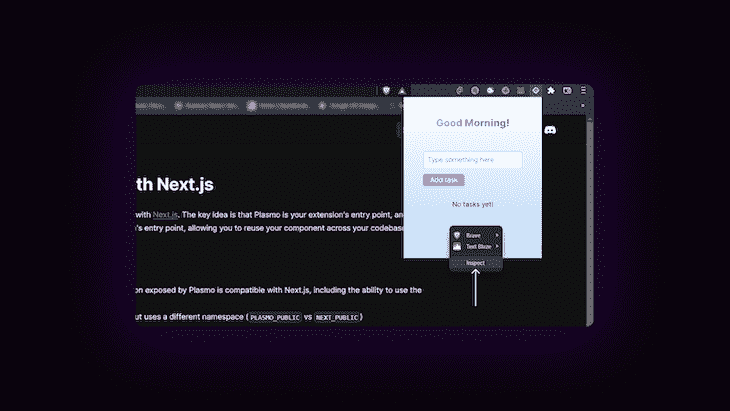 Good Morning!
Type something here
Add task
No tasks yet!
Brave
Text Blaze
Inspect
th Next.js
with Next.js. The key idea is that Plasmo is your extension's entry point, an
n's entry point, allowing you to reuse your component across your codebase
on exposed by Plasmo is compatible with Next.js, including the ability to use the
ut uses a different namespace ( PLASMO_PUBLIC vs NEXT_PUBLIC )